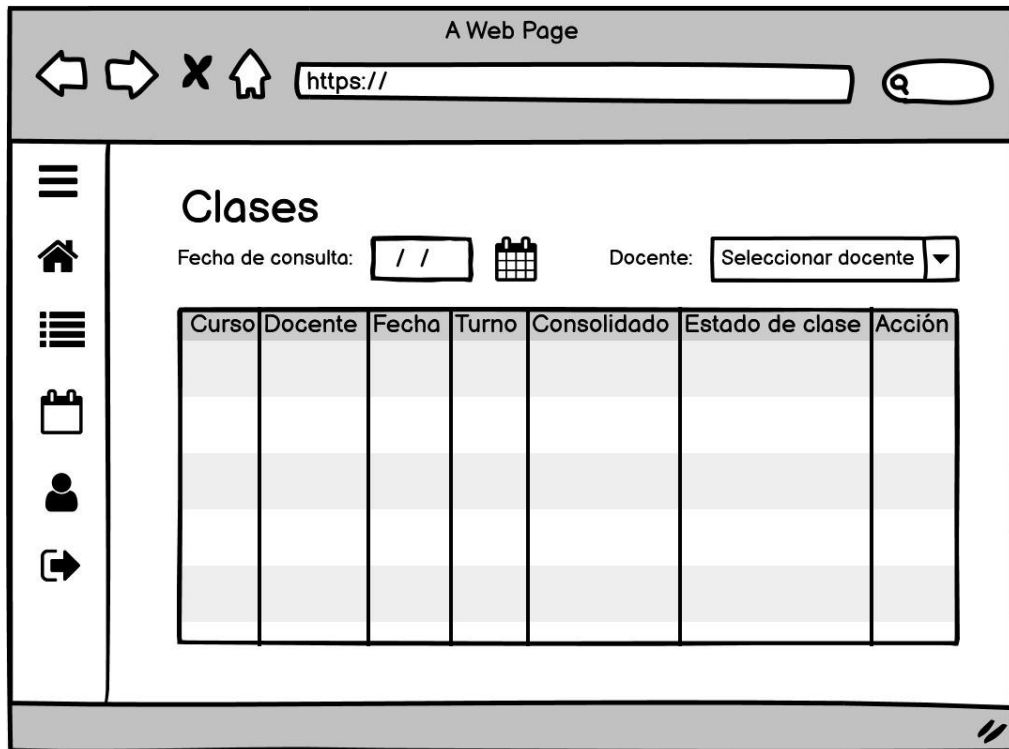 A Web Page
https://
Clases
Fecha de consulta: / / Docente: Seleccionar docente
Curso Docente Fecha Turno Consolidado Estado de clase Acción